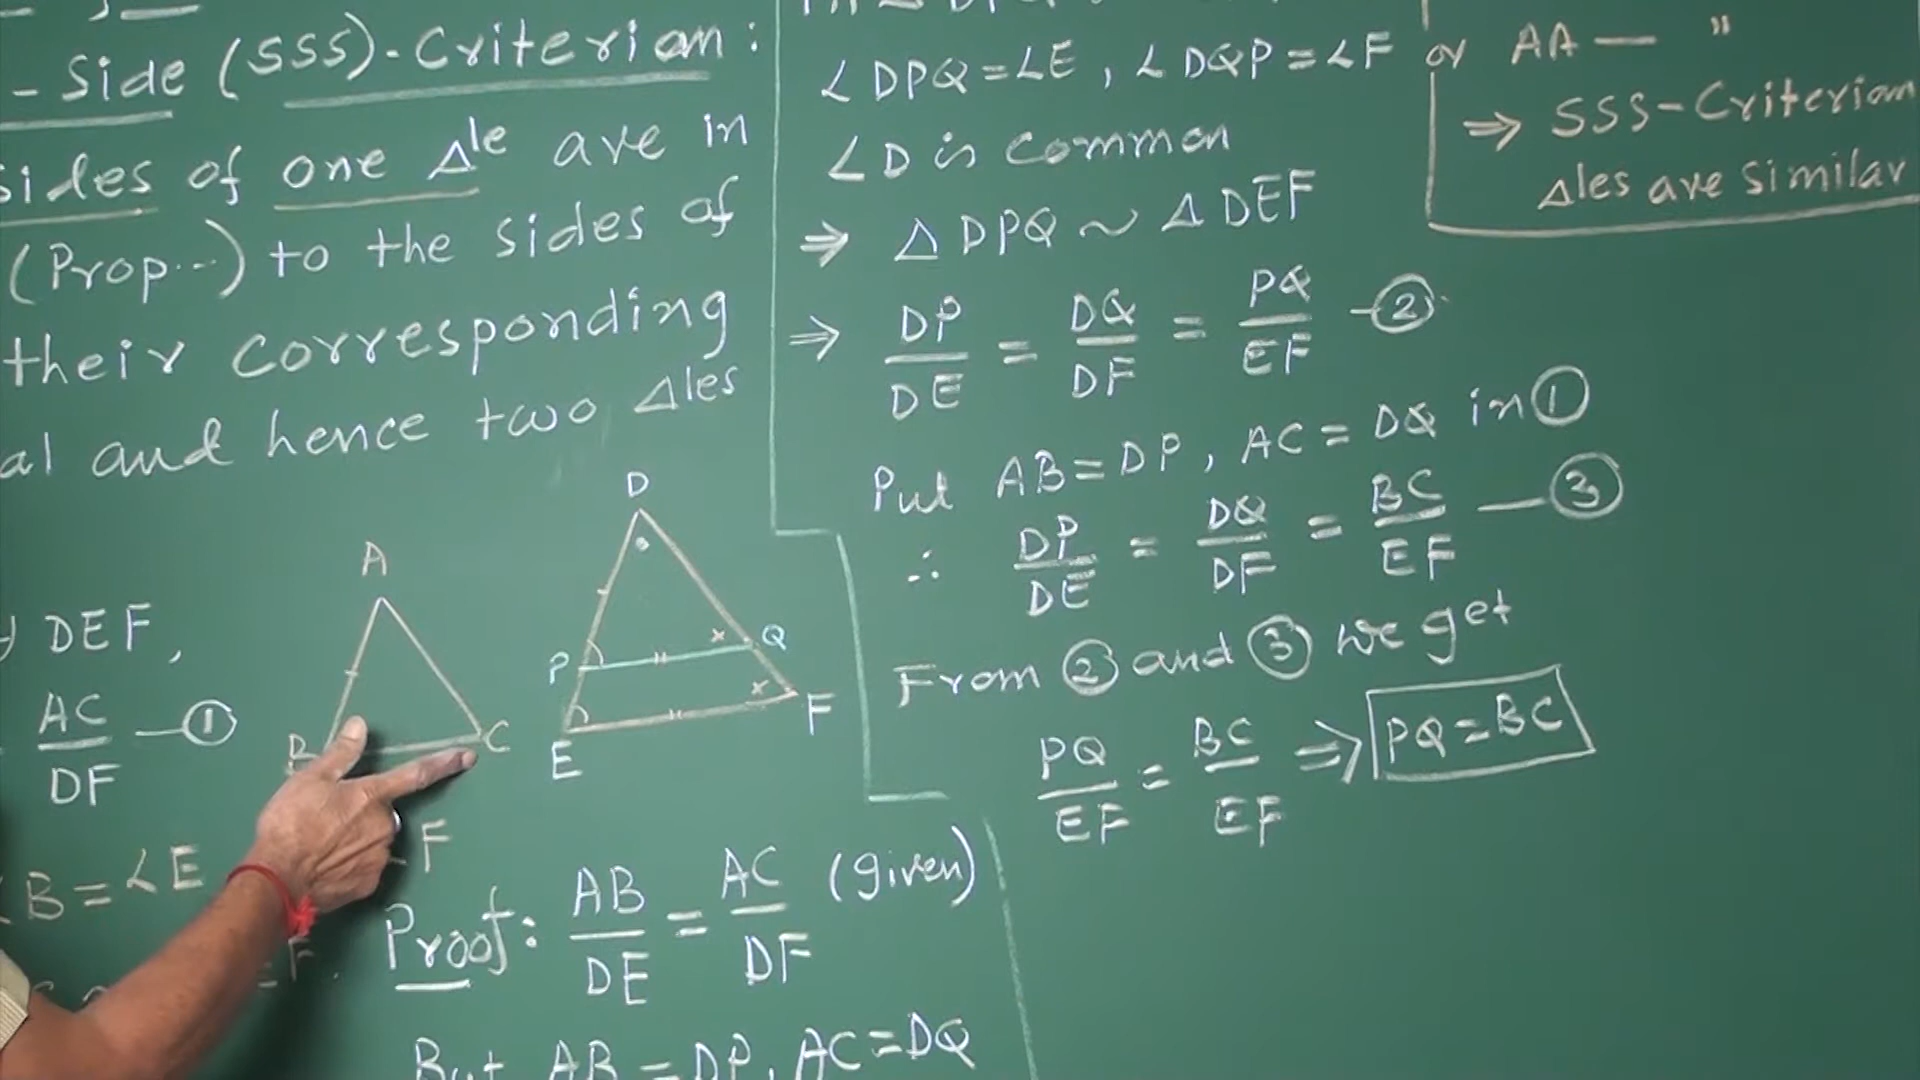 - Side (SSS)-Criterion:
sides of one Δle are in
(Prop...) to the sides of
their corresponding
al and hence two Δles
DEF,
AC/DF —①
∠B=∠E
F
A
B
C
D
P
Q
E
F
Proof: AB/DE = AC/DF (given)
But AB = DP, AC=DQ
∠DPQ=∠E, ∠DQP=∠F
∠D is common
⇒ Δ DPQ ~ Δ DEF
⇒ DP/DE = DQ/DF = PQ/EF —②
Put AB=DP, AC= DQ in ①
∴ DP/DE = DQ/DF = BC/EF —③
From ② and ③ we get
PQ/EF = BC/EF ⇒ PQ=BC
or AA — "
⇒ SSS-Criterion
Δles are similar